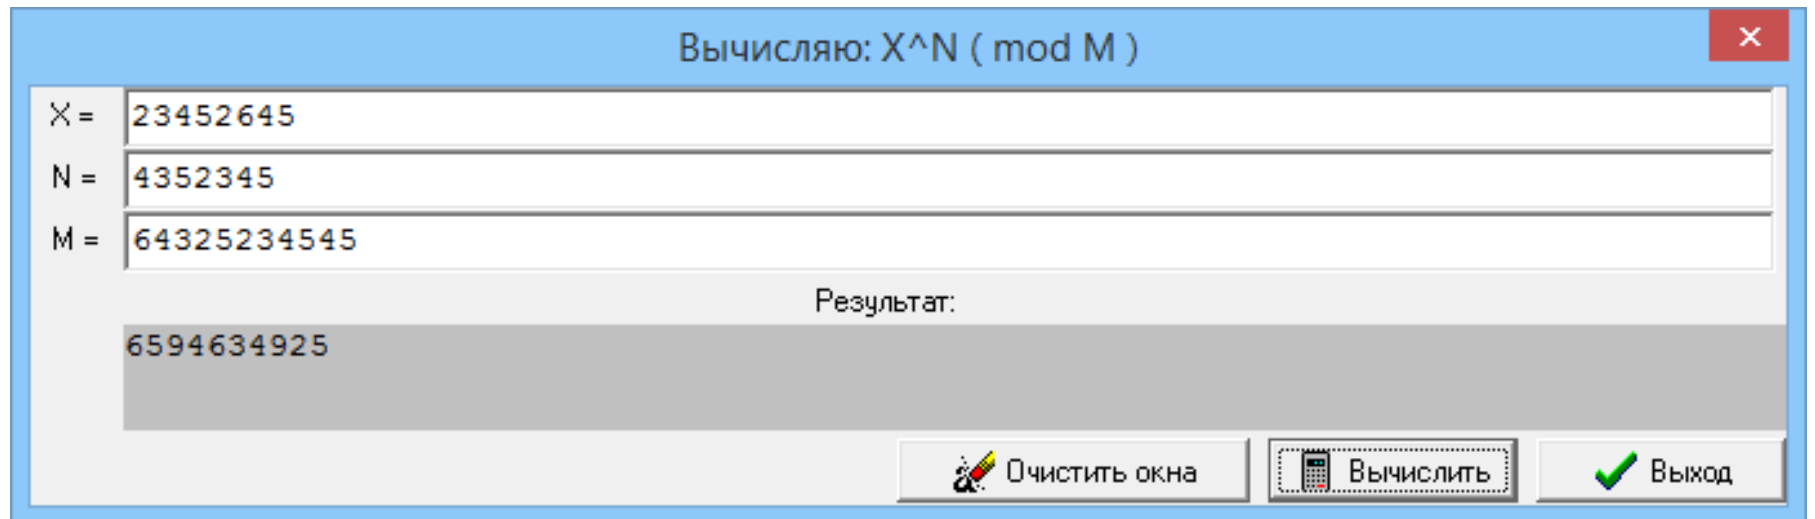 Вычисляю: X^N ( mod M )
X = 23452645
N = 4352345
M = 64325234545
Результат:
6594634925
Очистить окна Вычислить Выход